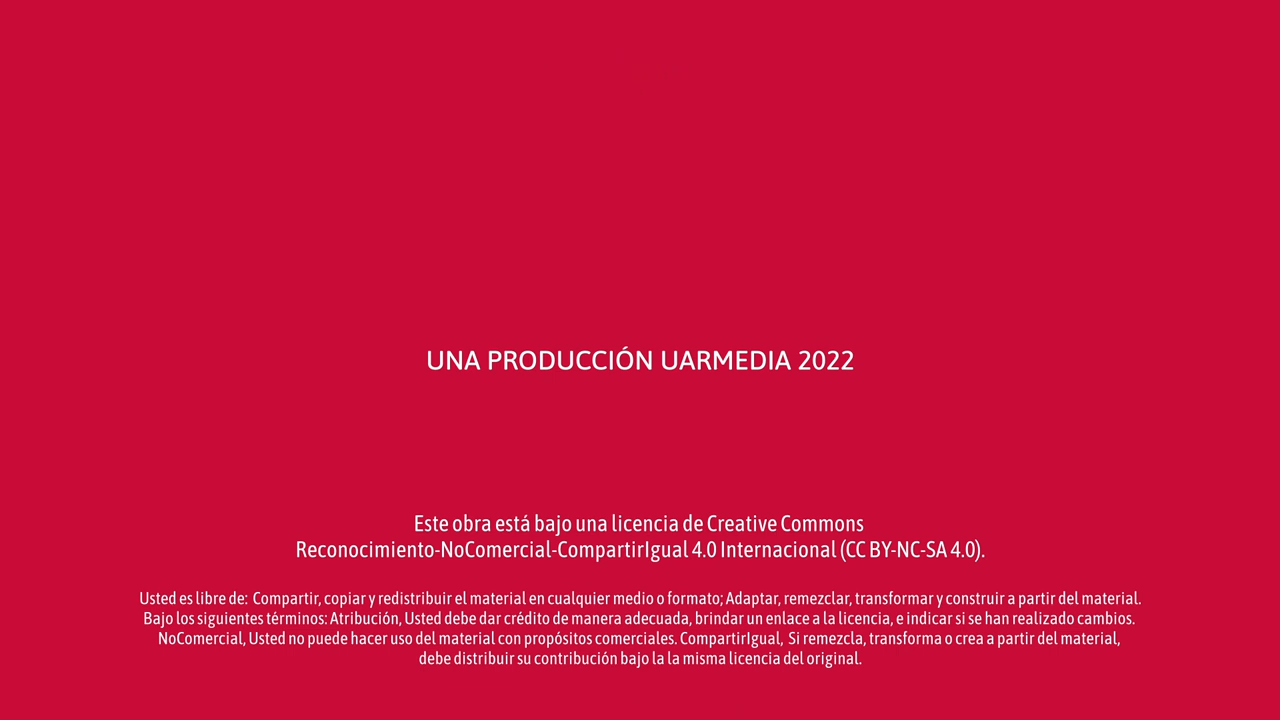 UNA PRODUCCIÓN UARMEDIA 2022
Este obra está bajo una licencia de Creative Commons
Reconocimiento-NoComercial-CompartirIgual 4.0 Internacional (CC BY-NC-SA 4.0).
Usted es libre de: Compartir, copiar y redistribuir el material en cualquier medio o formato; Adaptar, remezclar, transformar y construir a partir del material.
Bajo los siguientes términos: Atribución, Usted debe dar crédito de manera adecuada, brindar un enlace a la licencia, e indicar si se han realizado cambios.
NoComercial, Usted no puede hacer uso del material con propósitos comerciales. CompartirIgual, Si remezcla, transforma o crea a partir del material,
debe distribuir su contribución bajo la la misma licencia del original.